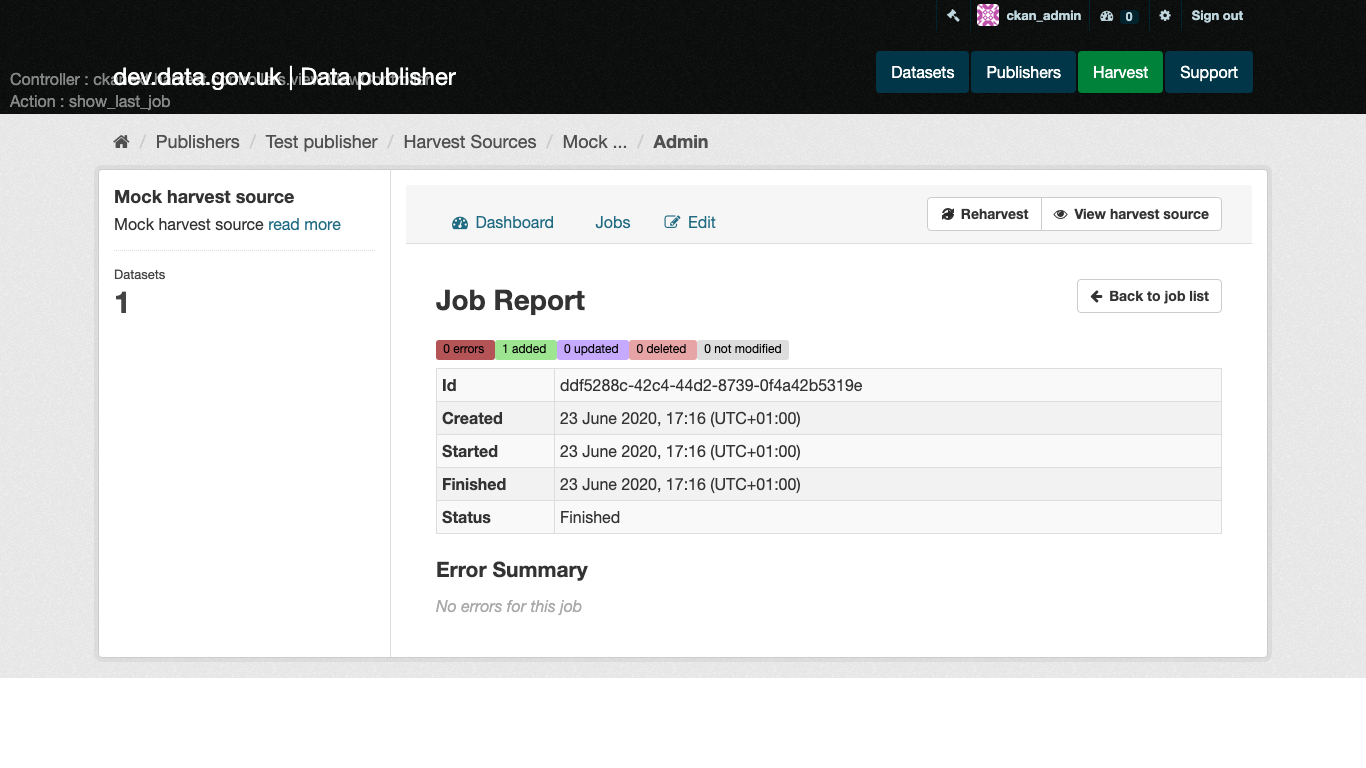 ckan_admin 0 Sign out
Controller :
dev.data.gov.uk | Data publisher
Datasets Publishers Harvest Support
Action : show_last_job
/ Publishers / Test publisher / Harvest Sources / Mock ... / Admin
Mock harvest source
Mock harvest source read more
Datasets
1
Dashboard Jobs Edit Reharvest View harvest source
Job Report
Back to job list
0 errors 1 added 0 updated 0 deleted 0 not modified
Id ddf5288c-42c4-44d2-8739-0f4a42b5319e
Created 23 June 2020, 17:16 (UTC+01:00)
Started 23 June 2020, 17:16 (UTC+01:00)
Finished 23 June 2020, 17:16 (UTC+01:00)
Status Finished
Error Summary
No errors for this job